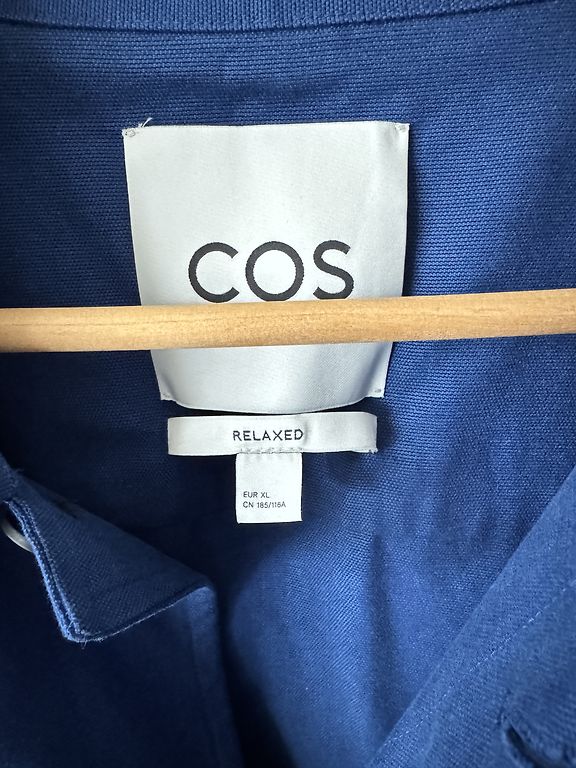 COS
RELAXED
EUR XL
CN 185/116A